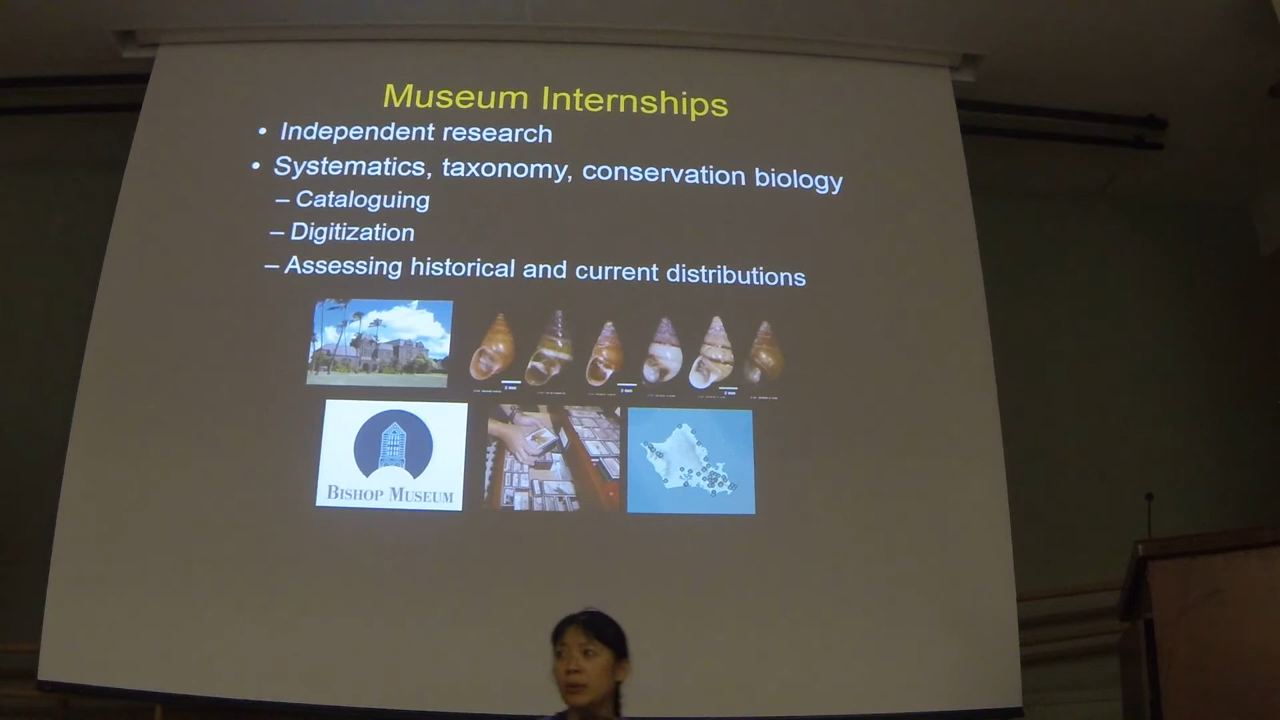 Museum Internships
• Independent research
• Systematics, taxonomy, conservation biology
– Cataloguing
– Digitization
– Assessing historical and current distributions
BISHOP MUSEUM